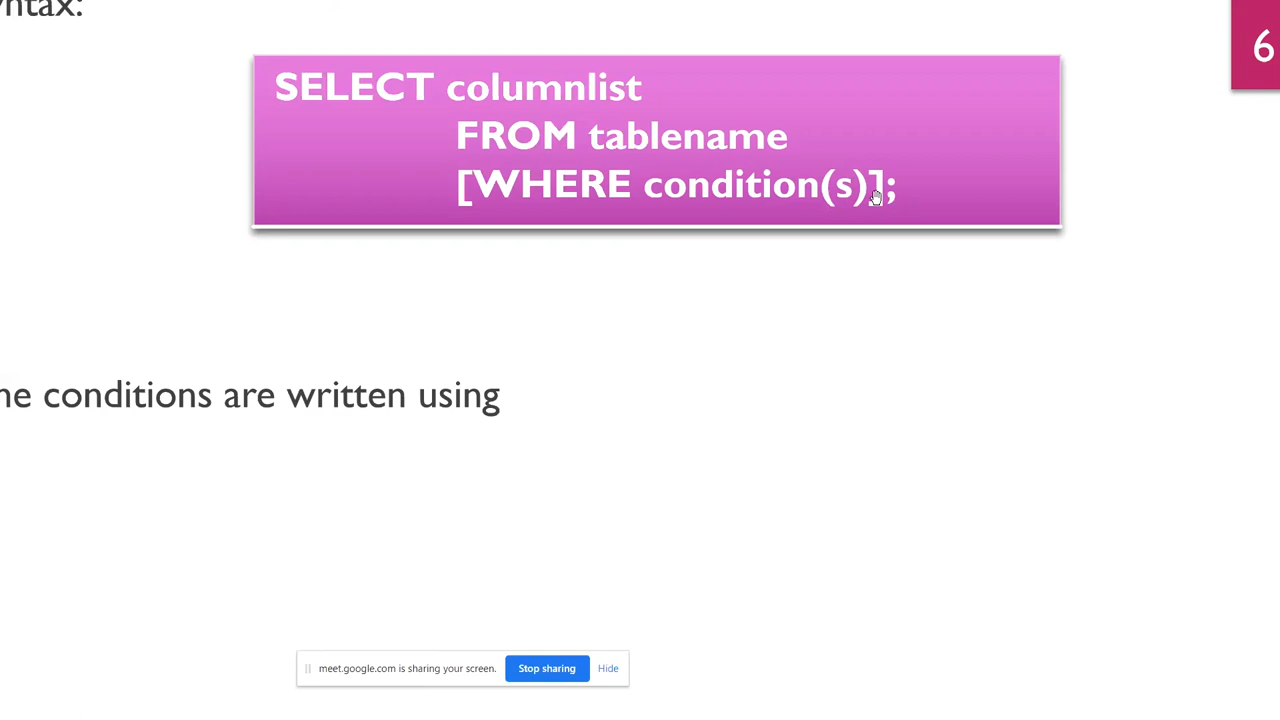 ntax:
6
SELECT columnlist
FROM tablename
[WHERE condition(s)];
ne conditions are written using
meet.google.com is sharing your screen. Stop sharing Hide